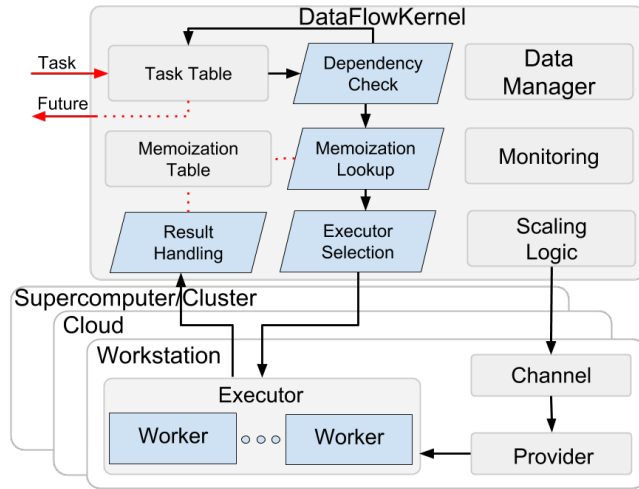 DataFlowKernel
Task
Future
Task Table
Dependency
Check
Data
Manager
Memoization
Table
Memoization
Lookup
Monitoring
Result
Handling
Executor
Selection
Scaling
Logic
Supercomputer/Cluster
Cloud
Workstation
Executor
Worker
Worker
Channel
Provider